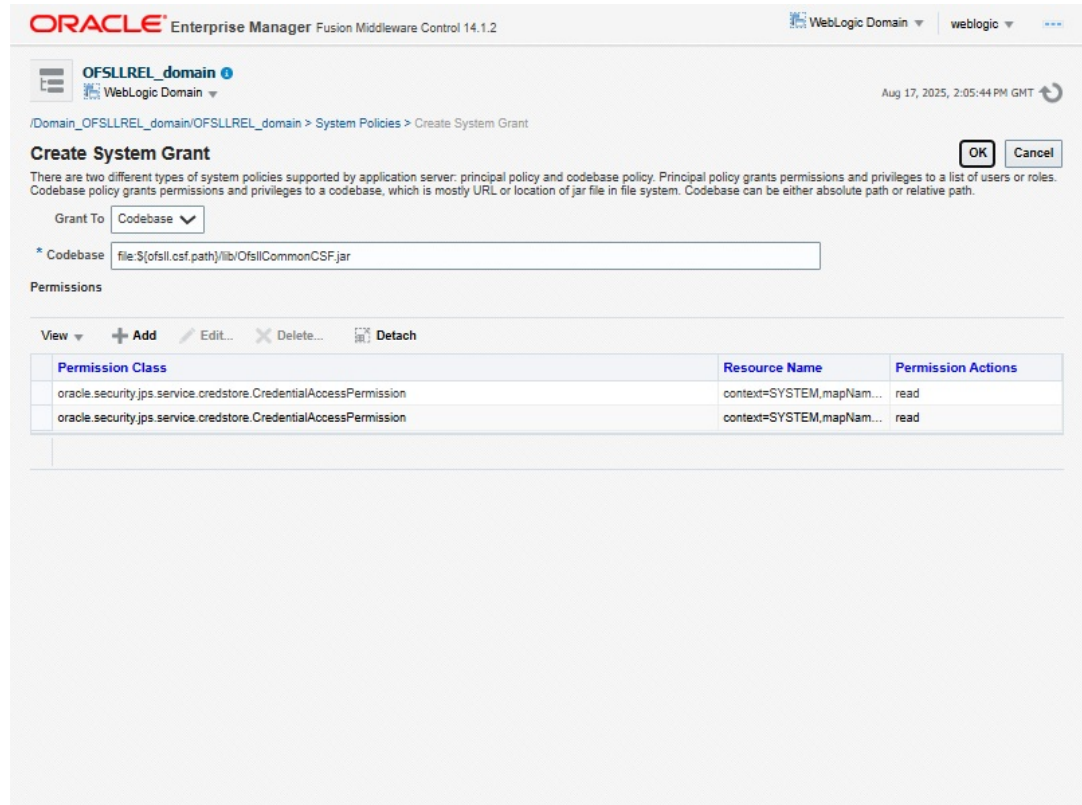 ORACLE® Enterprise Manager Fusion Middleware Control 14.1.2
WebLogic Domain
weblogic
OFSLLREL_domain
WebLogic Domain
Aug 17, 2025, 2:05:44 PM GMT
/Domain_OFSLLREL_domain/OFSLLREL_domain > System Policies > Create System Grant
Create System Grant
OK
Cancel
There are two different types of system policies supported by application server: principal policy and codebase policy. Principal policy grants permissions and privileges to a list of users or roles.
Codebase policy grants permissions and privileges to a codebase, which is mostly URL or location of jar file in file system. Codebase can be either absolute path or relative path.
Grant To Codebase
* Codebase file:${ofsll.csf.path}/lib/OfsllCommonCSF.jar
Permissions
View Add Edit... Delete... Detach
Permission Class Resource Name Permission Actions
oracle.security.jps.service.credstore.CredentialAccessPermission context=SYSTEM,mapNam... read
oracle.security.jps.service.credstore.CredentialAccessPermission context=SYSTEM,mapNam... read